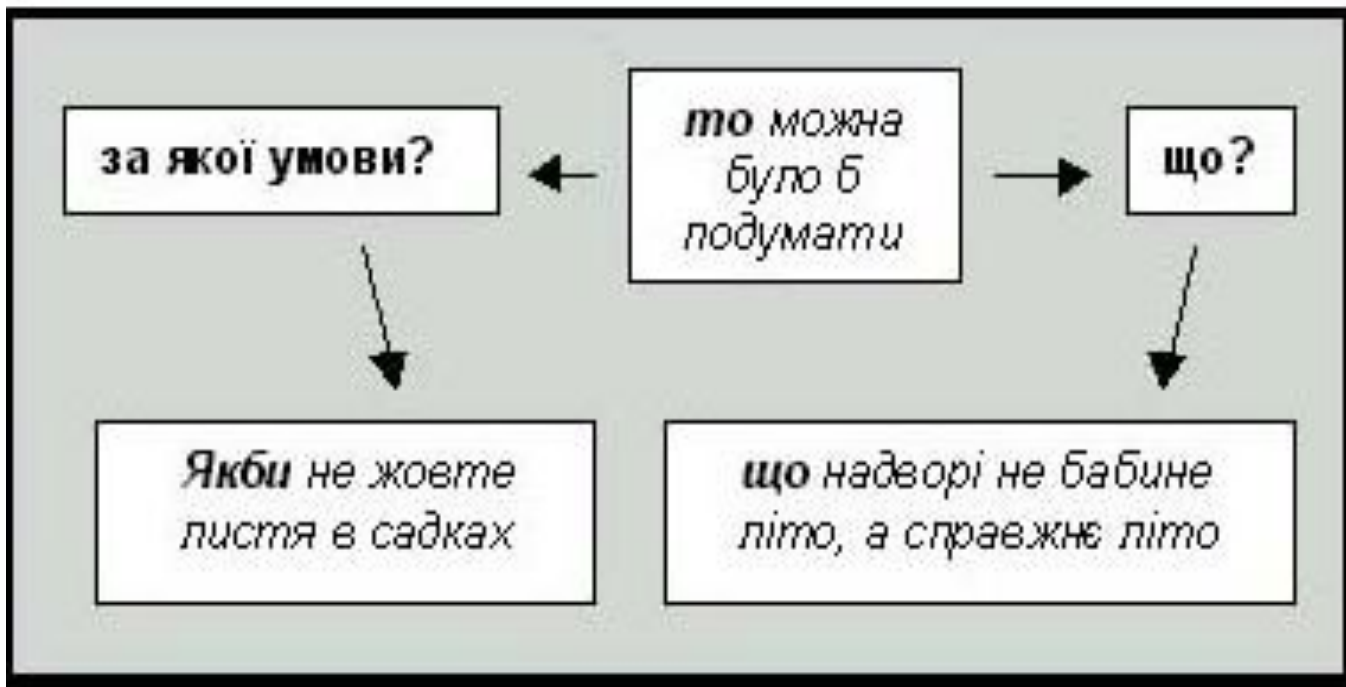 за якої умови?
то можна
було б
подумати
що?
Якби не жовте
листя в садках
що надворі не бабине
літо, а справжнє літо